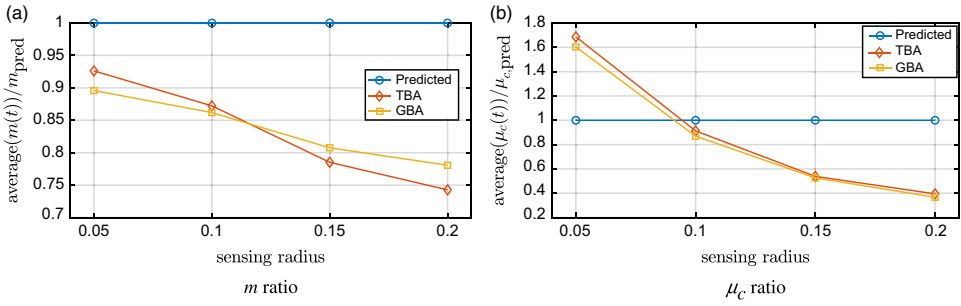 (a)
1
0.95
0.9
0.85
0.8
0.75
0.7
0.05 0.1 0.15 0.2
average(m(t))/m_pred
sensing radius
Predicted
TBA
GBA
m ratio
(b)
1.8
1.6
1.4
1.2
1
0.8
0.6
0.4
0.2
0.05 0.1 0.15 0.2
average(μ_c(t))/μ_c,pred
sensing radius
Predicted
TBA
GBA
μ_c ratio